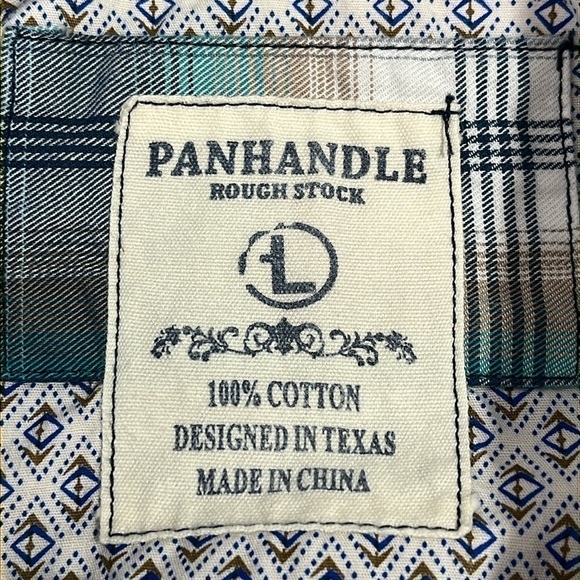 PANHANDLE
ROUGH STOCK
L
100% COTTON
DESIGNED IN TEXAS
MADE IN CHINA